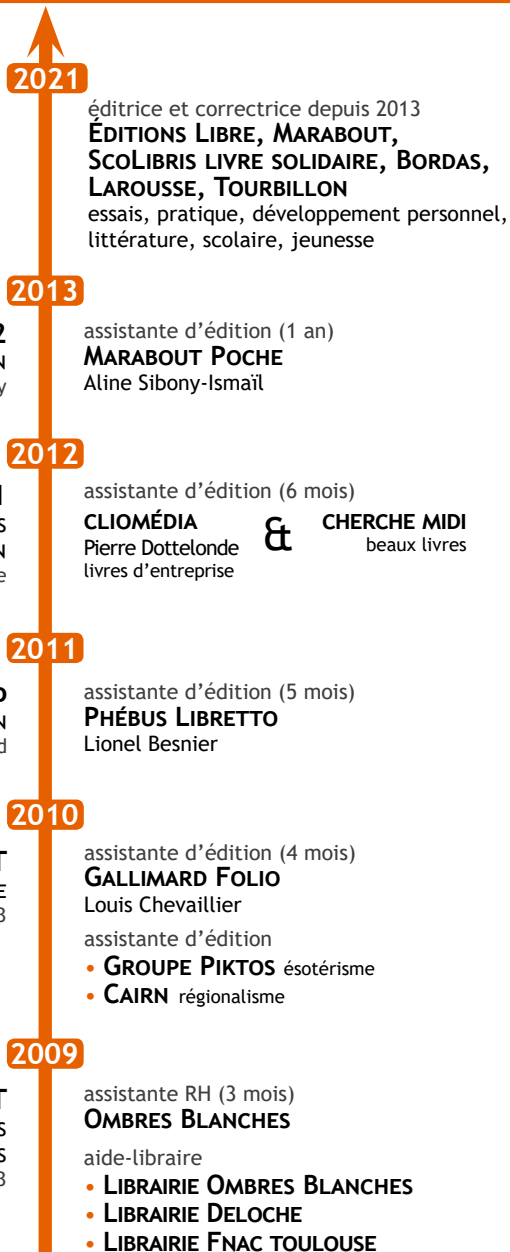 2021
éditrice et correctrice depuis 2013
ÉDITIONS LIBRE, MARABOUT,
SCOLIBRIS LIVRE SOLIDAIRE, BORDAS,
LAROUSSE, TOURBILLON
essais, pratique, développement personnel,
littérature, scolaire, jeunesse
2013
2
N
y
assistante d'édition (1 an)
MARABOUT POCHE
Aline Sibony-Ismaïl
2012
S
N
e
assistante d'édition (6 mois)
CLIOMÉDIA & CHERCHE MIDI
Pierre Dottelonde beaux livres
livres d'entreprise
2011
N
d
assistante d'édition (5 mois)
PHÉBUS LIBRETTO
Lionel Besnier
2010
T
E
3
assistante d'édition (4 mois)
GALLIMARD FOLIO
Louis Chevaillier
assistante d'édition
• GROUPE PIKTOS ésotérisme
• CAIRN régionalisme
2009
T
S
S
3
assistante RH (3 mois)
OMBRES BLANCHES
aide-libraire
• LIBRAIRIE OMBRES BLANCHES
• LIBRAIRIE DELOCHE
• LIBRAIRIE FNAC TOULOUSE